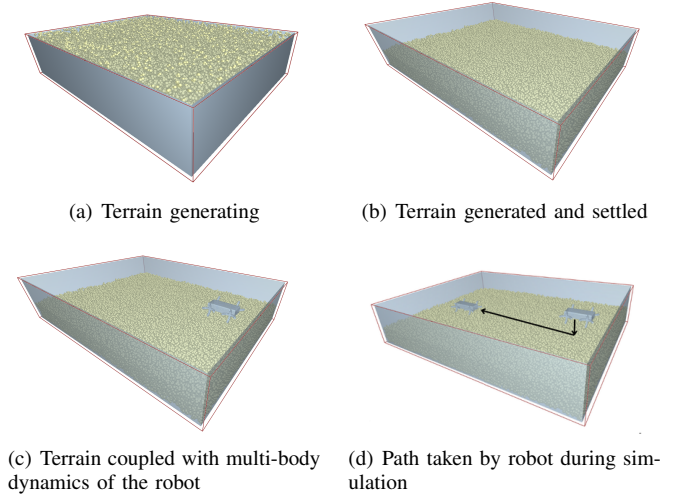 (a) Terrain generating
(b) Terrain generated and settled
(c) Terrain coupled with multi-body
dynamics of the robot
(d) Path taken by robot during sim-
ulation